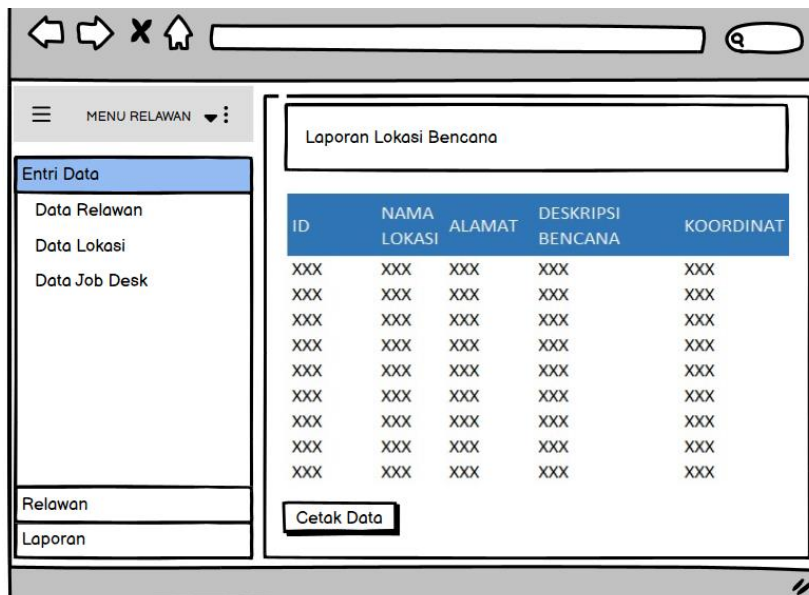 MENU RELAWAN
Entri Data
Data Relawan
Data Lokasi
Data Job Desk
Relawan
Laporan
Laporan Lokasi Bencana
ID NAMA LOKASI ALAMAT DESKRIPSI BENCANA KOORDINAT
XXX XXX XXX XXX XXX
XXX XXX XXX XXX XXX
XXX XXX XXX XXX XXX
XXX XXX XXX XXX XXX
XXX XXX XXX XXX XXX
XXX XXX XXX XXX XXX
XXX XXX XXX XXX XXX
XXX XXX XXX XXX XXX
XXX XXX XXX XXX XXX
Cetak Data